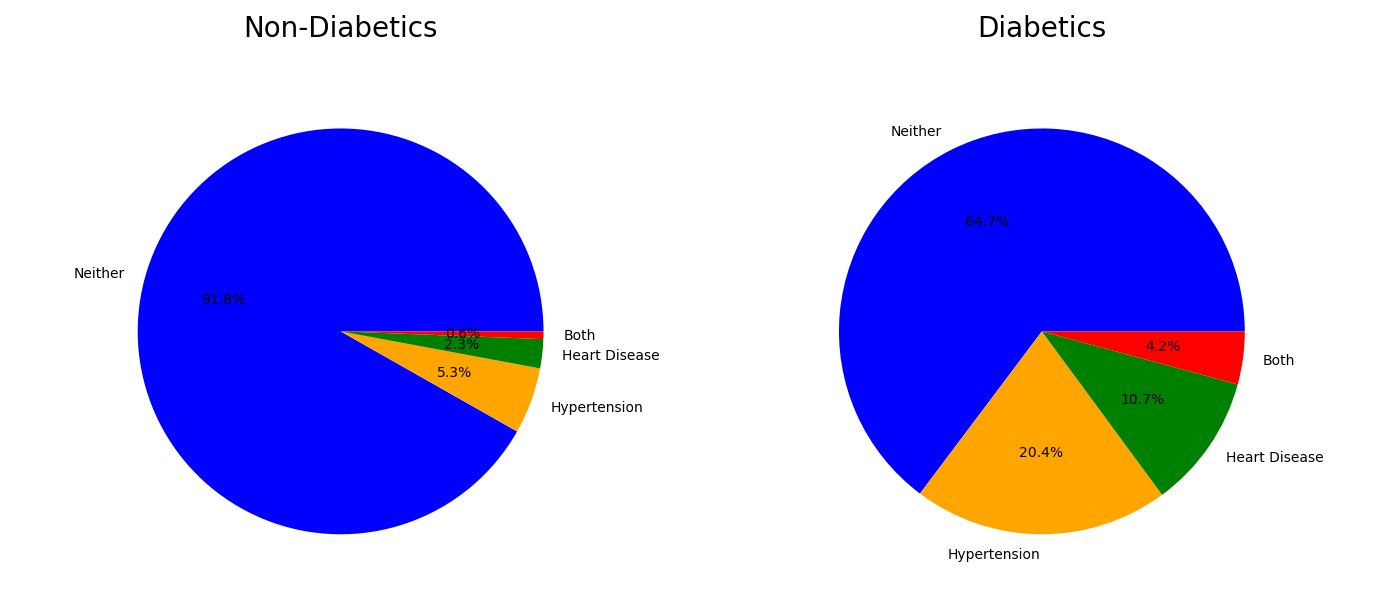 Non-Diabetics
Neither
91.8%
0.6%
Both
2.3%
Heart Disease
5.3%
Hypertension
Diabetics
Neither
64.7%
4.2%
Both
10.7%
Heart Disease
20.4%
Hypertension